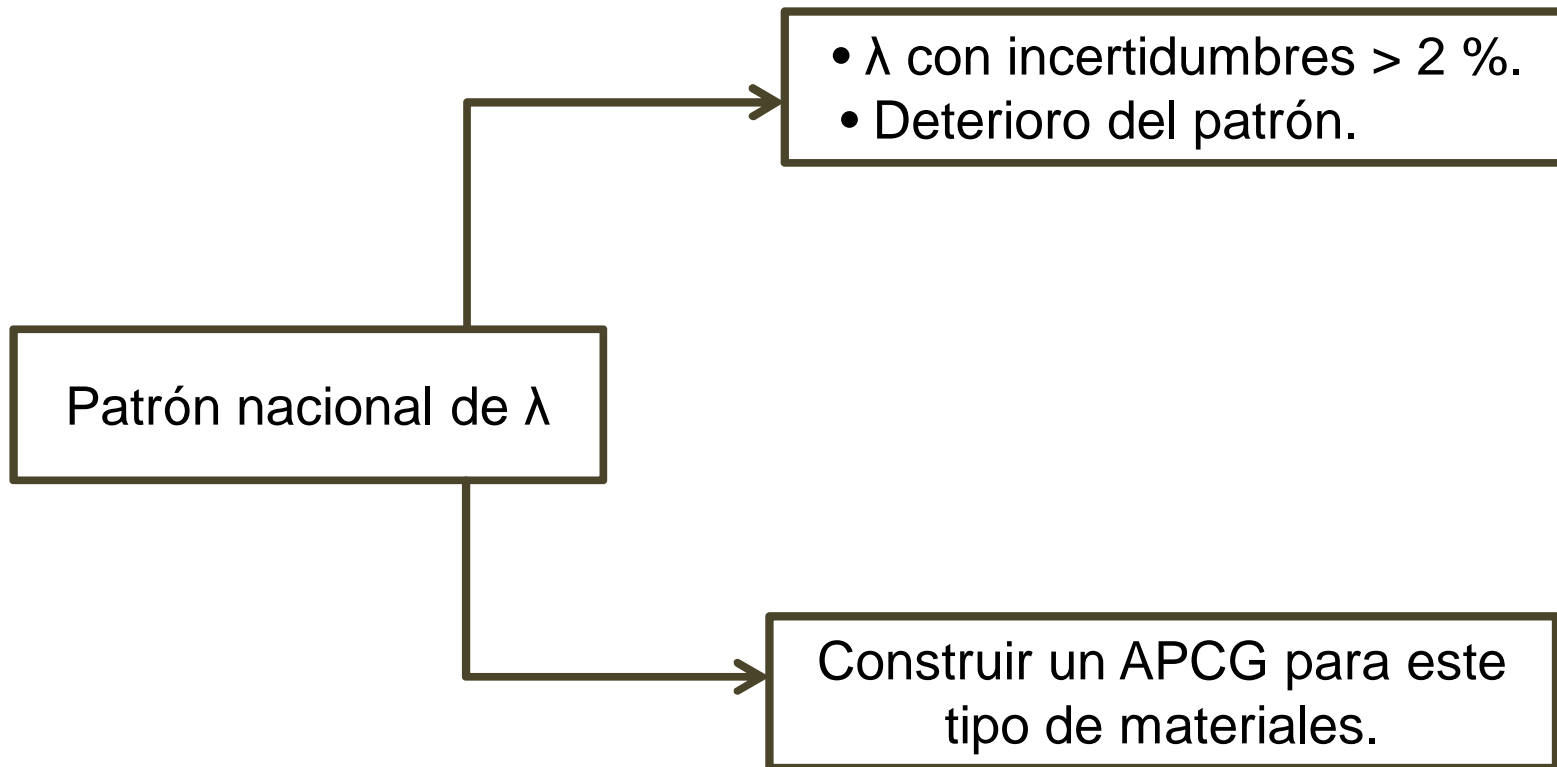 • λ con incertidumbres > 2 %.
• Deterioro del patrón.
Patrón nacional de λ
Construir un APCG para este
tipo de materiales.